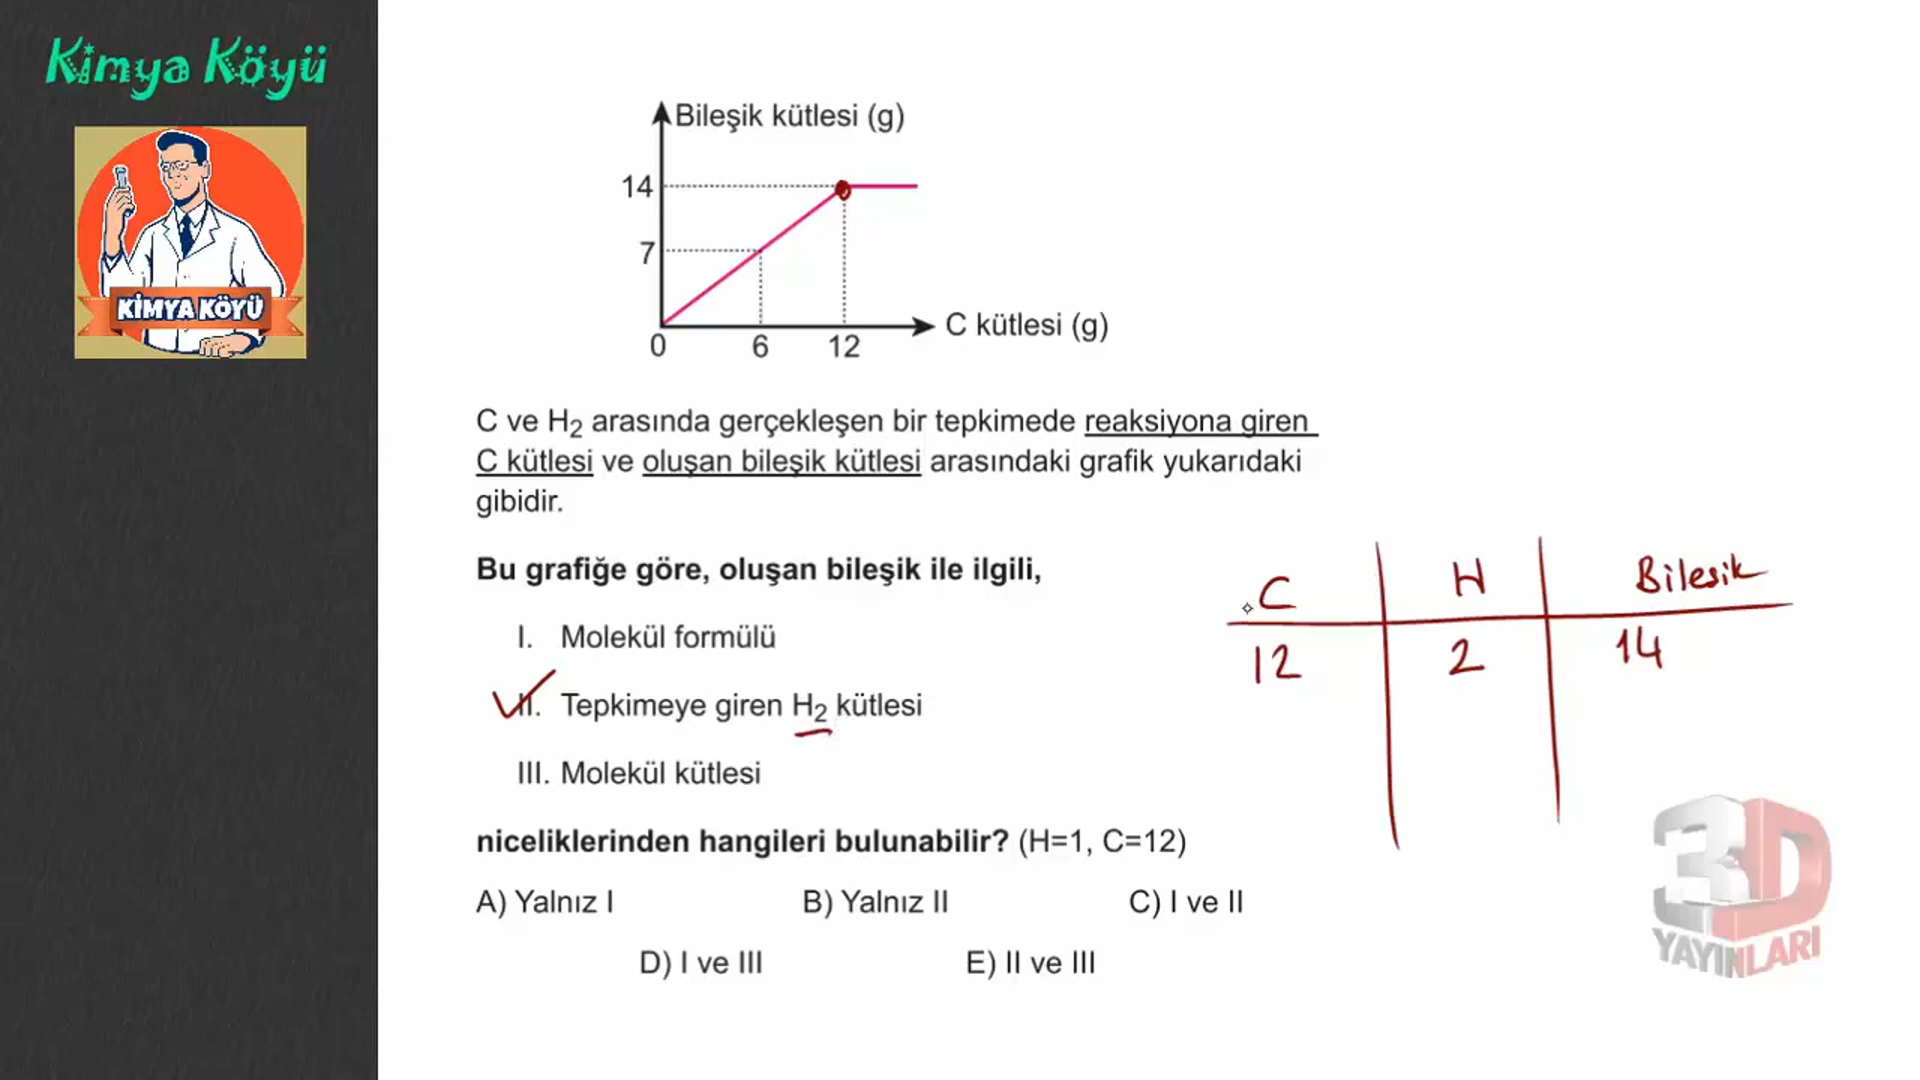 Kimya Köyü
KİMYA KÖYÜ
Bileşik kütlesi (g)
14
7
C kütlesi (g)
0 6 12
C ve H₂ arasında gerçekleşen bir tepkimede reaksiyona giren
C kütlesi ve oluşan bileşik kütlesi arasındaki grafik yukarıdaki
gibidir.
Bu grafiğe göre, oluşan bileşik ile ilgili,
C H Bileşik
12 2 14
I. Molekül formülü
II. Tepkimeye giren H₂ kütlesi
III. Molekül kütlesi
niceliklerinden hangileri bulunabilir? (H=1, C=12)
A) Yalnız I B) Yalnız II C) I ve II
D) I ve III E) II ve III
3D
YAYINLARI